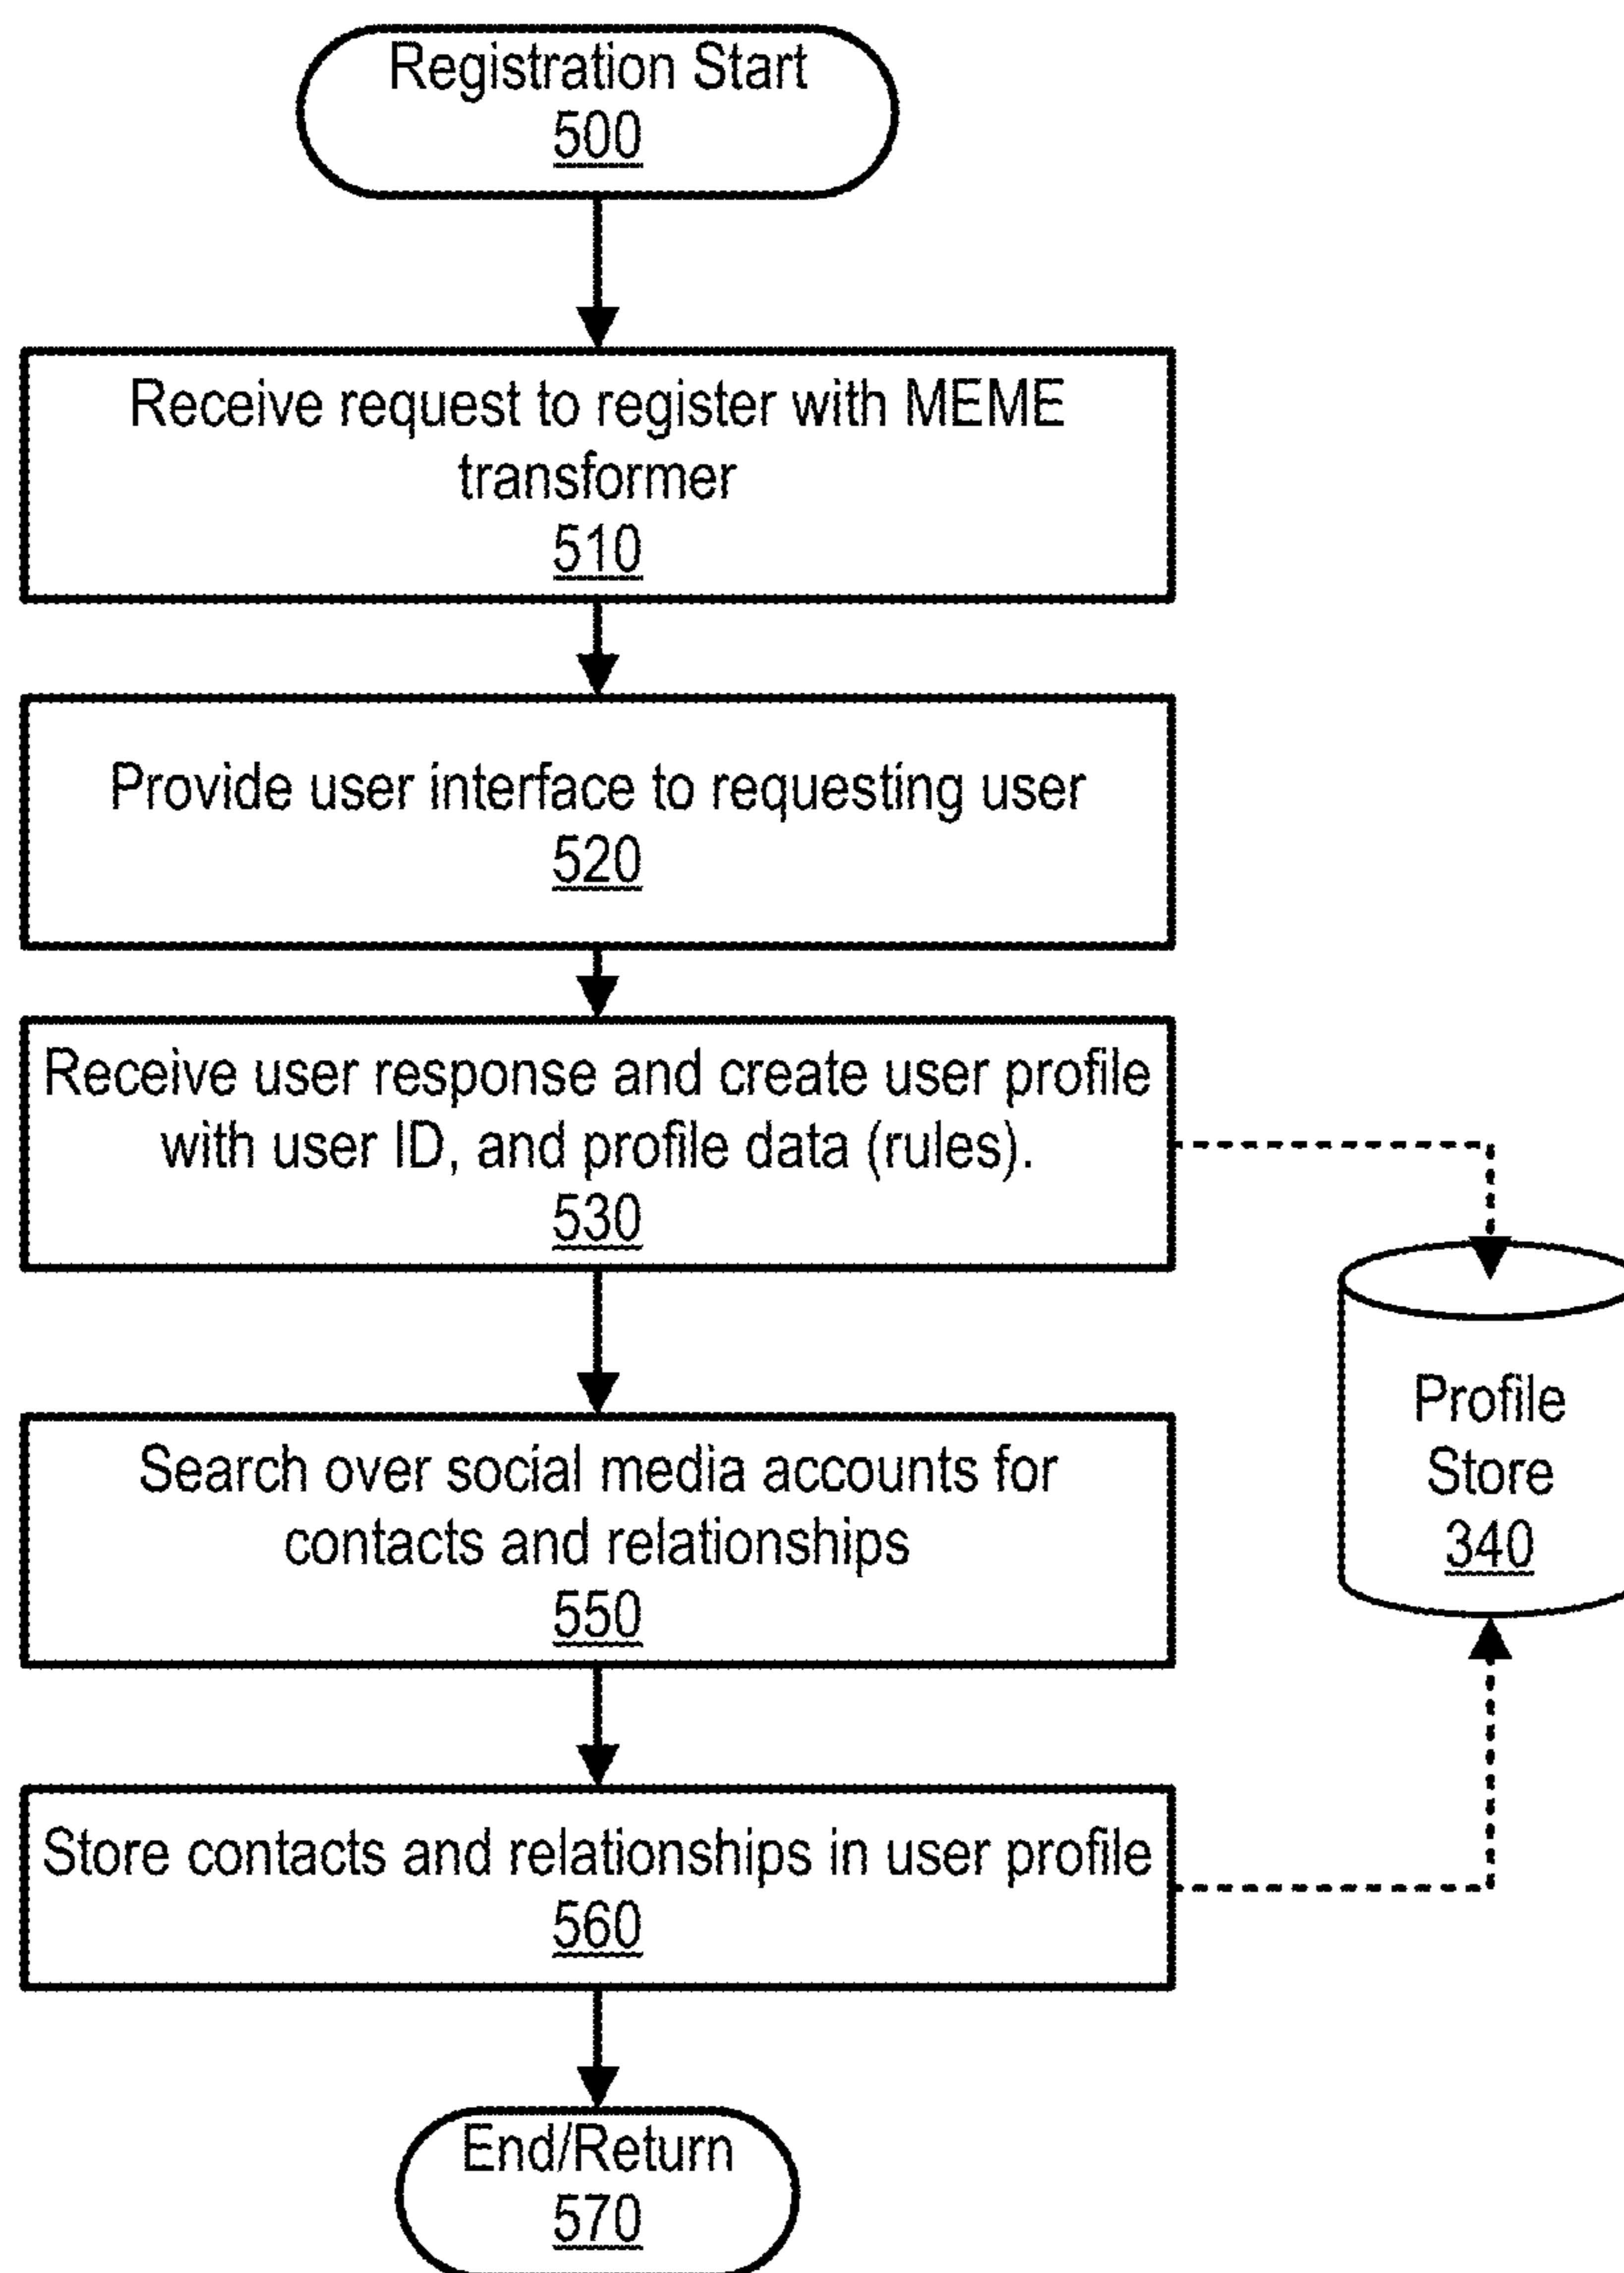 Registration Start
500
Receive request to register with MEME
transformer
510
Provide user interface to requesting user
520
Receive user response and create user profile
with user ID, and profile data (rules).
530
Search over social media accounts for
contacts and relationships
550
Profile
Store
340
Store contacts and relationships in user profile
560
End/Return
570